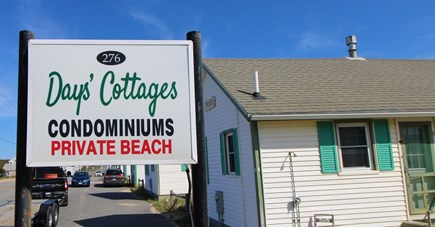 276
Days' Cottages
CONDOMINIUMS
PRIVATE BEACH